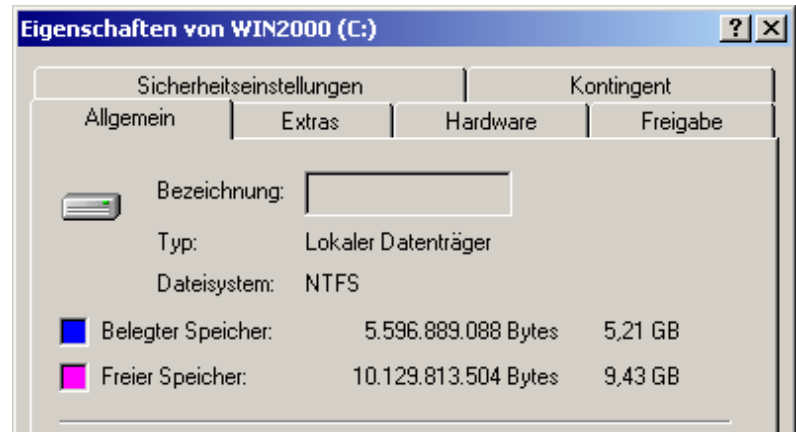 Eigenschaften von WIN2000 (C:)
Sicherheitseinstellungen Kontingent
Allgemein Extras Hardware Freigabe
Bezeichnung:
Typ: Lokaler Datenträger
Dateisystem: NTFS
Belegter Speicher: 5.596.889.088 Bytes 5,21 GB
Freier Speicher: 10.129.813.504 Bytes 9,43 GB